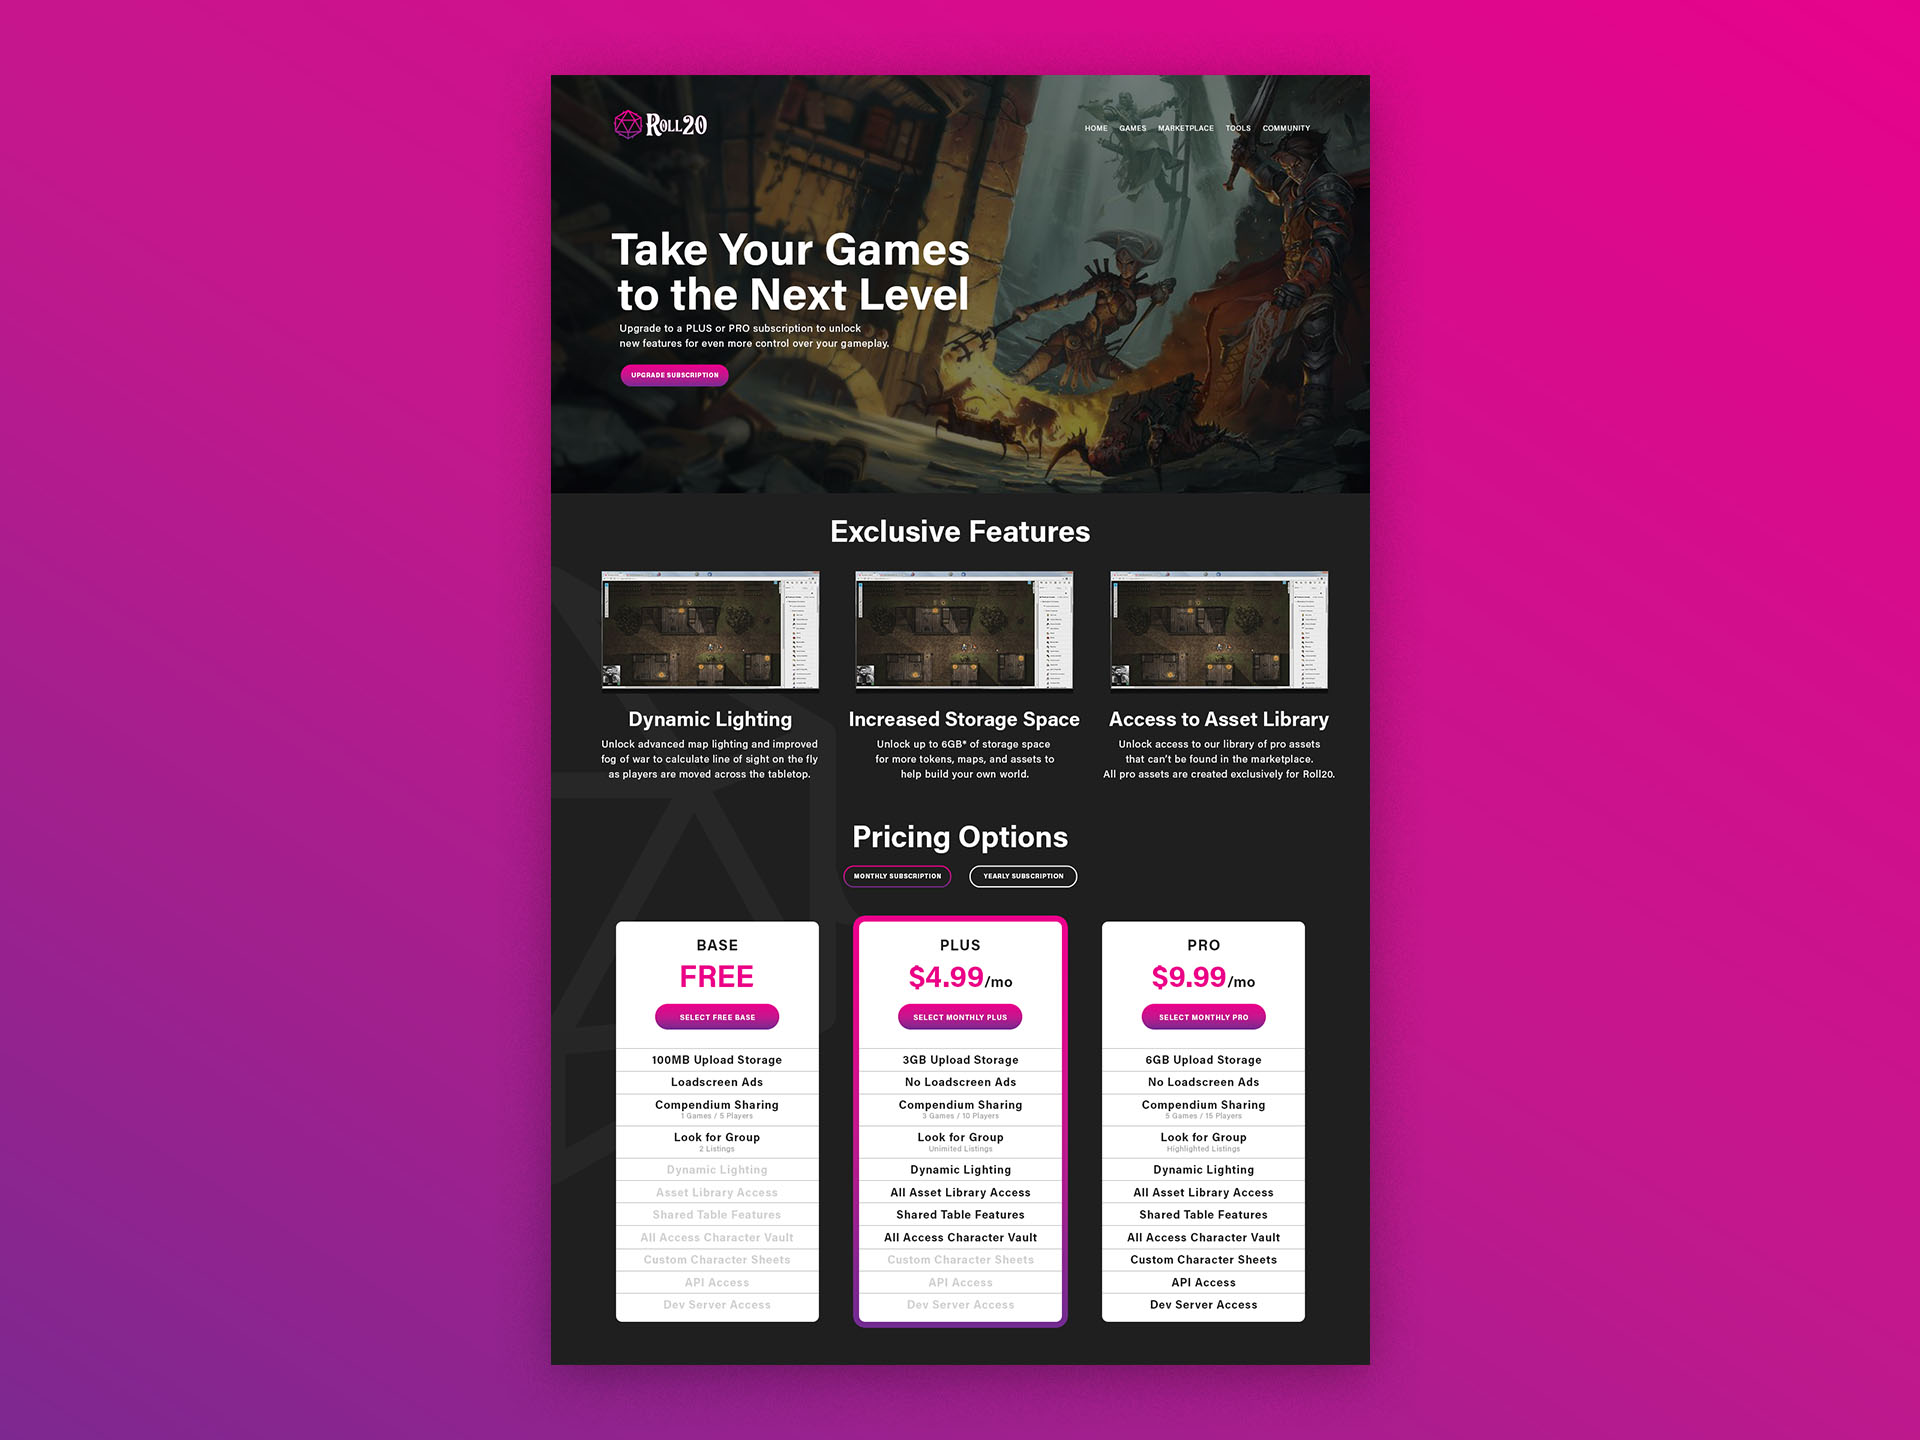 ROLL20
HOME GAMES MARKETPLACE TOOLS COMMUNITY
Take Your Games
to the Next Level
Upgrade to a PLUS or PRO subscription to unlock
new features for even more control over your gameplay.
UPGRADE SUBSCRIPTION
Exclusive Features
Dynamic Lighting
Unlock advanced map lighting and improved
fog of war to calculate line of sight on the fly
as players are moved across the tabletop.
Increased Storage Space
Unlock up to 6GB* of storage space
for more tokens, maps, and assets to
help build your own world.
Access to Asset Library
Unlock access to our library of pro assets
that can't be found in the marketplace.
All pro assets are created exclusively for Roll20.
Pricing Options
MONTHLY SUBSCRIPTION
YEARLY SUBSCRIPTION
BASE
FREE
SELECT FREE BASE
100MB Upload Storage
Loadscreen Ads
Compendium Sharing
1 Games / 5 Players
Look for Group
2 Listings
Dynamic Lighting
Asset Library Access
Shared Table Features
All Access Character Vault
Custom Character Sheets
API Access
Dev Server Access
PLUS
$4.99/mo
SELECT MONTHLY PLUS
3GB Upload Storage
No Loadscreen Ads
Compendium Sharing
3 Games / 10 Players
Look for Group
Unimited Listings
Dynamic Lighting
All Asset Library Access
Shared Table Features
All Access Character Vault
Custom Character Sheets
API Access
Dev Server Access
PRO
$9.99/mo
SELECT MONTHLY PRO
6GB Upload Storage
No Loadscreen Ads
Compendium Sharing
5 Games / 15 Players
Look for Group
Highlighted Listings
Dynamic Lighting
All Asset Library Access
Shared Table Features
All Access Character Vault
Custom Character Sheets
API Access
Dev Server Access